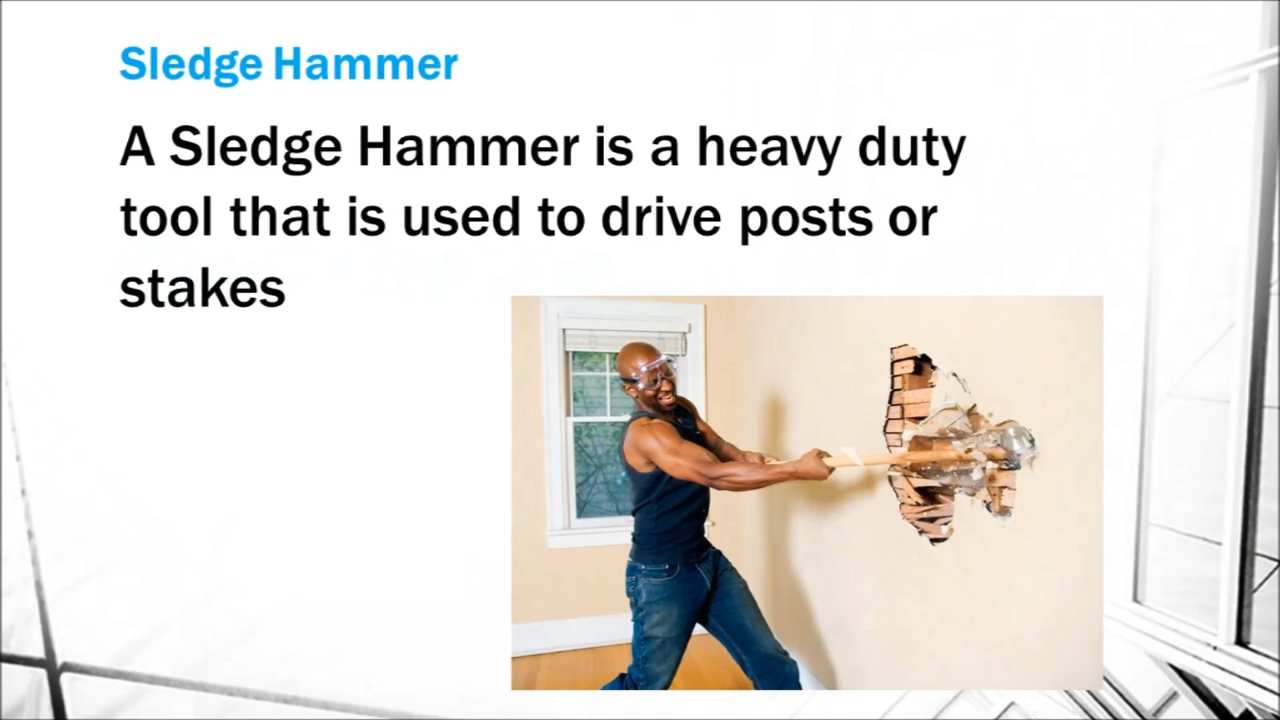 Sledge Hammer
A Sledge Hammer is a heavy duty
tool that is used to drive posts or
stakes